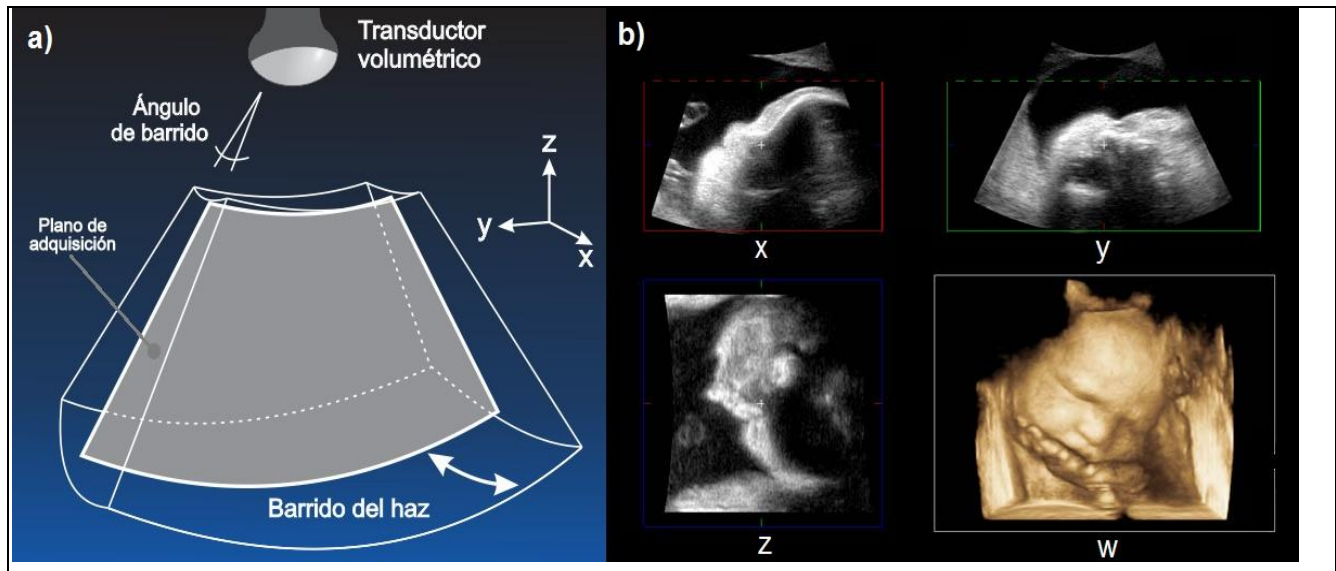 a)
Transductor
volumétrico
Ángulo
de barrido
z
y
x
Plano de
adquisición
Barrido del haz
b)
x
y
z
w